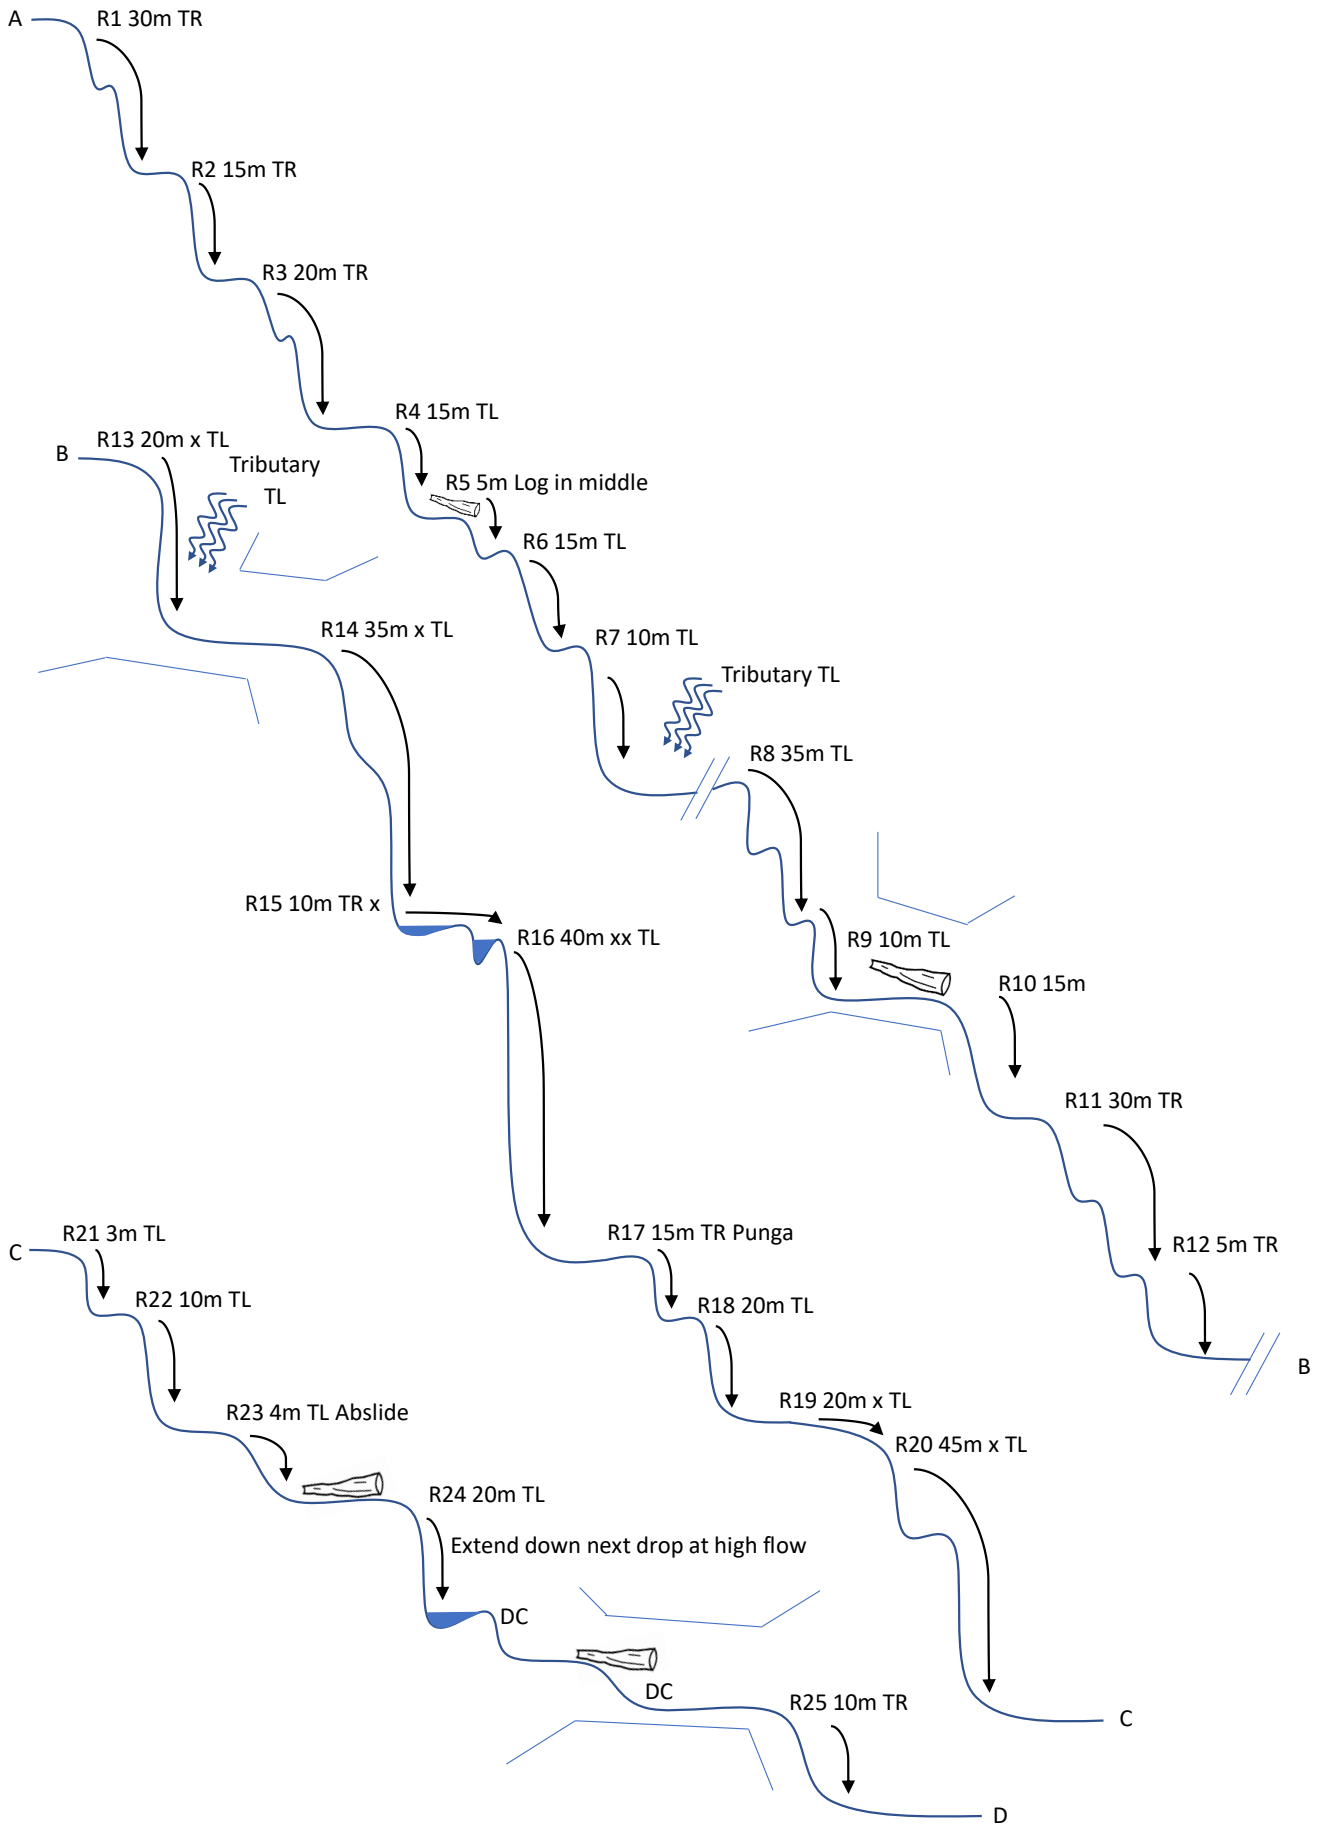 A
R1 30m TR
R2 15m TR
R3 20m TR
R4 15m TL
R5 5m Log in middle
R6 15m TL
R7 10m TL
Tributary TL
R8 35m TL
R9 10m TL
R10 15m
R11 30m TR
R12 5m TR
B
B
R13 20m x TL
Tributary
TL
R14 35m x TL
R15 10m TR x
R16 40m xx TL
R17 15m TR Punga
R18 20m TL
R19 20m x TL
R20 45m x TL
C
C
R21 3m TL
R22 10m TL
R23 4m TL Abslide
R24 20m TL
Extend down next drop at high flow
DC
DC
R25 10m TR
D